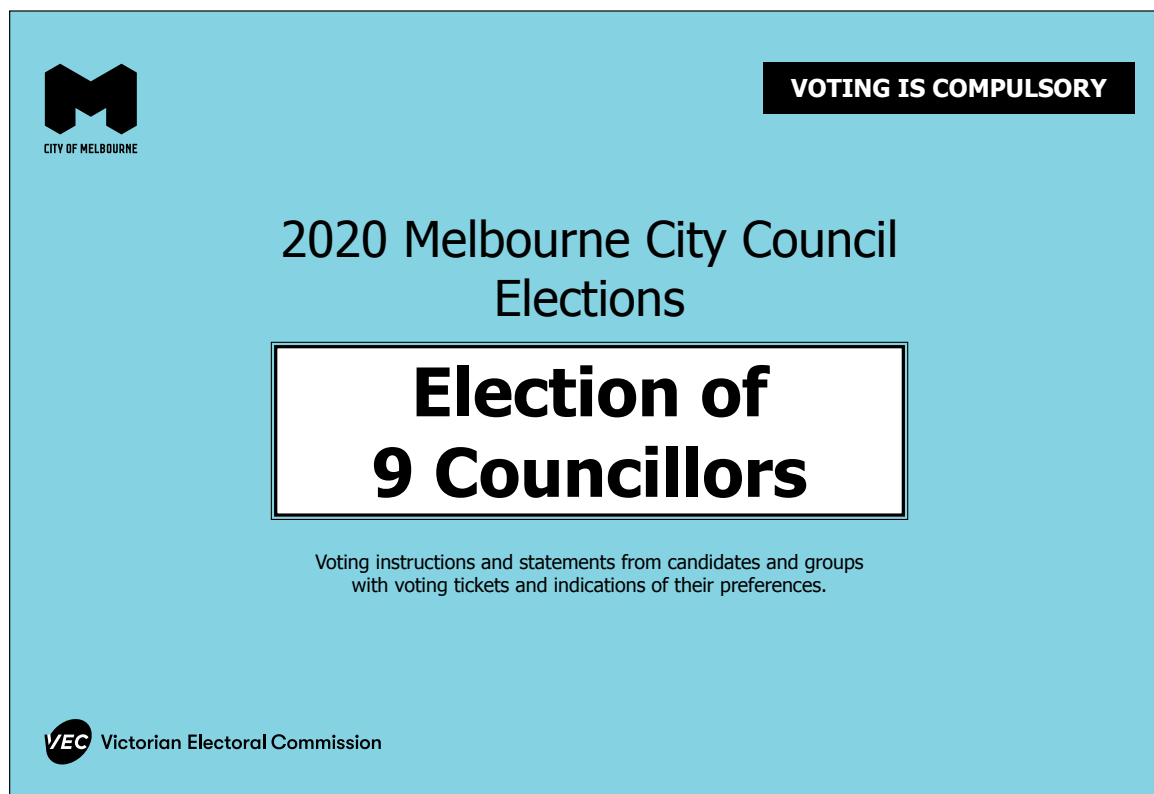 CITY OF MELBOURNE
VOTING IS COMPULSORY
2020 Melbourne City Council
Elections
Election of
9 Councillors
Voting instructions and statements from candidates and groups
with voting tickets and indications of their preferences.
VEC Victorian Electoral Commission